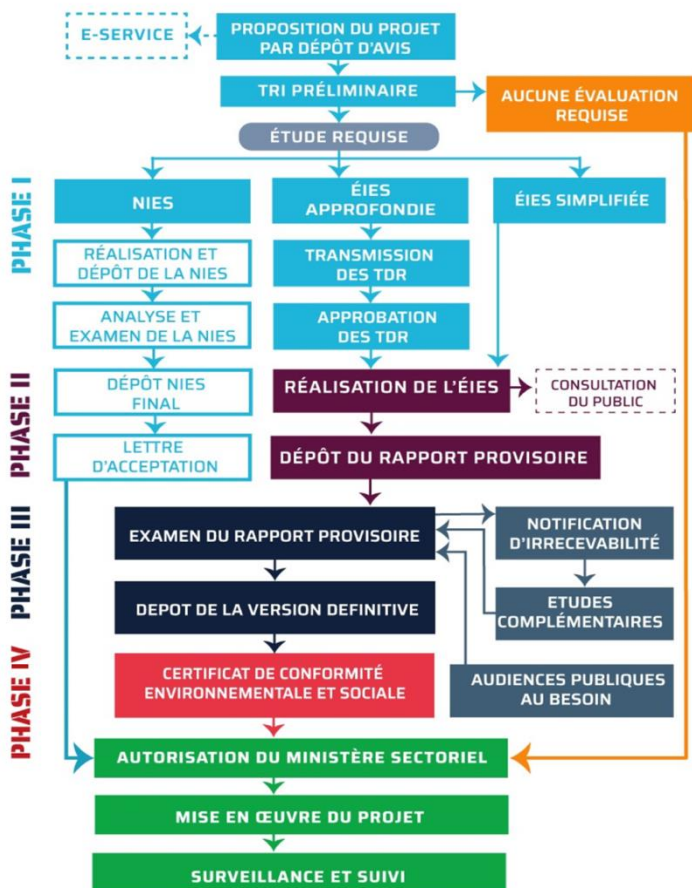 E-SERVICE
PROPOSITION DU PROJET
PAR DÉPÔT D'AVIS
TRI PRÉLIMINAIRE
AUCUNE ÉVALUATION
REQUISE
ÉTUDE REQUISE
PHASE I
NIES
ÉIES
APPROFONDIE
ÉIES SIMPLIFIÉE
RÉALISATION ET
DÉPÔT DE LA NIES
TRANSMISSION
DES TDR
ANALYSE ET
EXAMEN DE LA NIES
APPROBATION
DES TDR
PHASE II
DÉPÔT NIES
FINAL
RÉALISATION DE L'ÉIES
CONSULTATION
DU PUBLIC
LETTRE
D'ACCEPTATION
DÉPÔT DU RAPPORT PROVISOIRE
PHASE III
EXAMEN DU RAPPORT PROVISOIRE
NOTIFICATION
D'IRRECEVABILITÉ
DEPOT DE LA VERSION DEFINITIVE
ETUDES
COMPLÉMENTAIRES
PHASE IV
CERTIFICAT DE CONFORMITÉ
ENVIRONNEMENTALE ET SOCIALE
AUDIENCES PUBLIQUES
AU BESOIN
AUTORISATION DU MINISTÈRE SECTORIEL
MISE EN ŒUVRE DU PROJET
SURVEILLANCE ET SUIVI